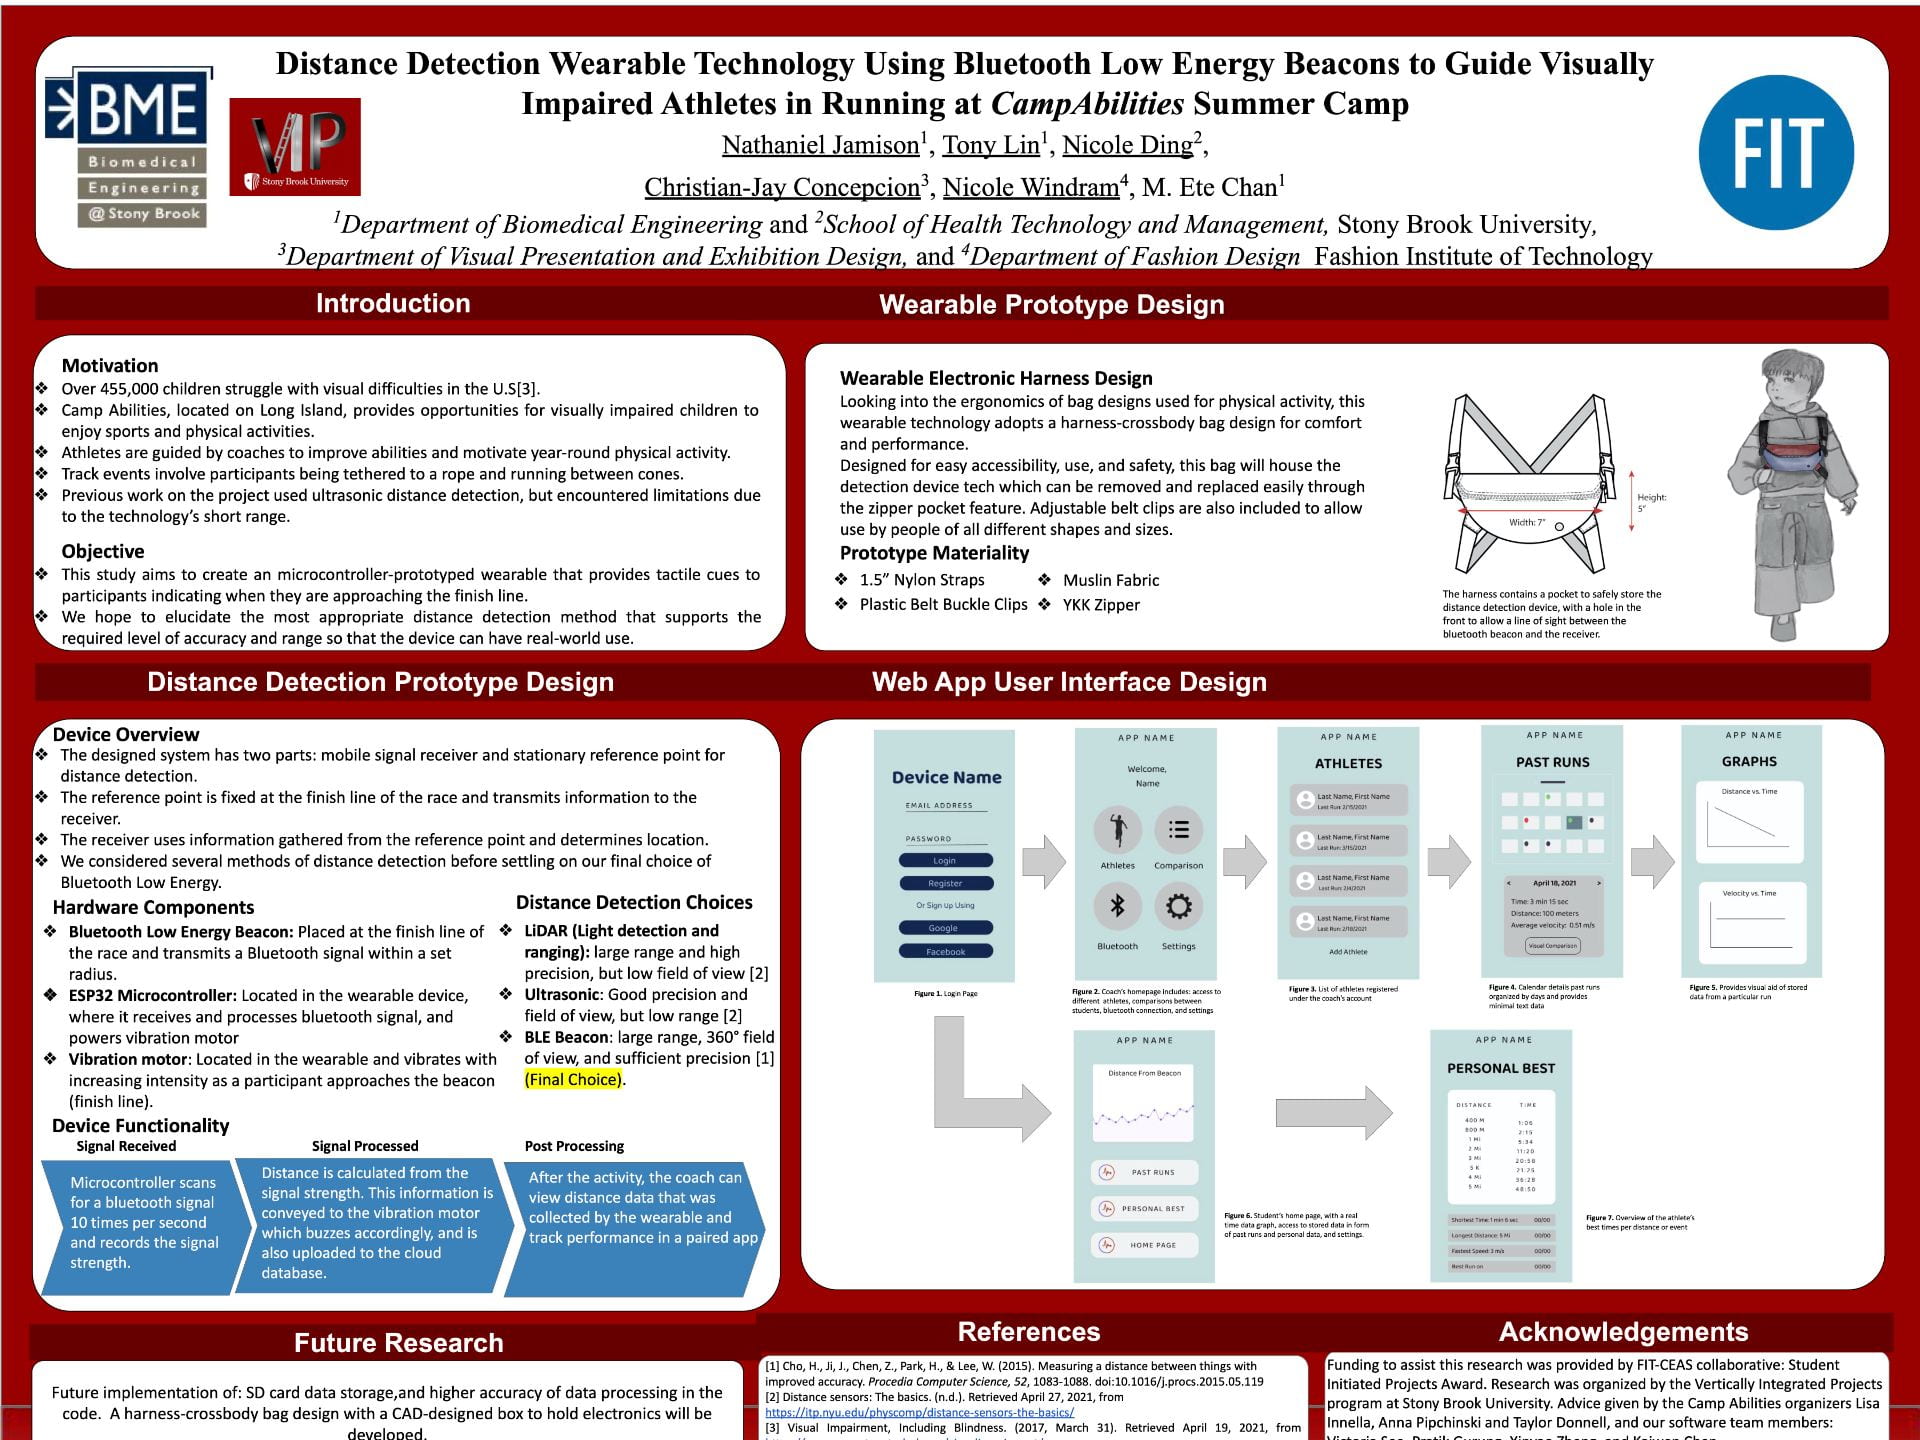 Distance Detection Wearable Technology Using Bluetooth Low Energy Beacons to Guide Visually
Impaired Athletes in Running at CampAbilities Summer Camp
Nathaniel Jamison1, Tony Lin1, Nicole Ding2,
Christian-Jay Concepcion3, Nicole Windram4, M. Ete Chan1
1Department of Biomedical Engineering and 2School of Health Technology and Management, Stony Brook University,
3Department of Visual Presentation and Exhibition Design, and 4Department of Fashion Design Fashion Institute of Technology
BME
Biomedical
Engineering
@ Stony Brook
VIP
Stony Brook University
FIT
Introduction
Motivation
❖ Over 455,000 children struggle with visual difficulties in the U.S[3].
❖ Camp Abilities, located on Long Island, provides opportunities for visually impaired children to
enjoy sports and physical activities.
❖ Athletes are guided by coaches to improve abilities and motivate year-round physical activity.
❖ Track events involve participants being tethered to a rope and running between cones.
❖ Previous work on the project used ultrasonic distance detection, but encountered limitations due
to the technology's short range.
Objective
❖ This study aims to create an microcontroller-prototyped wearable that provides tactile cues to
participants indicating when they are approaching the finish line.
❖ We hope to elucidate the most appropriate distance detection method that supports the
required level of accuracy and range so that the device can have real-world use.
Wearable Prototype Design
Wearable Electronic Harness Design
Looking into the ergonomics of bag designs used for physical activity, this
wearable technology adopts a harness-crossbody bag design for comfort
and performance.
Designed for easy accessibility, use, and safety, this bag will house the
detection device tech which can be removed and replaced easily through
the zipper pocket feature. Adjustable belt clips are also included to allow
use by people of all different shapes and sizes.
Prototype Materiality
❖ 1.5" Nylon Straps ❖ Muslin Fabric
❖ Plastic Belt Buckle Clips ❖ YKK Zipper
Height:
5"
Width: 7"
The harness contains a pocket to safely store the
distance detection device, with a hole in the
front to allow a line of sight between the
bluetooth beacon and the receiver.
Distance Detection Prototype Design
Device Overview
❖ The designed system has two parts: mobile signal receiver and stationary reference point for
distance detection.
❖ The reference point is fixed at the finish line of the race and transmits information to the
receiver.
❖ The receiver uses information gathered from the reference point and determines location.
❖ We considered several methods of distance detection before settling on our final choice of
Bluetooth Low Energy.
Hardware Components
❖ Bluetooth Low Energy Beacon: Placed at the finish line of
the race and transmits a Bluetooth signal within a set
radius.
❖ ESP32 Microcontroller: Located in the wearable device,
where it receives and processes bluetooth signal, and
powers vibration motor
❖ Vibration motor: Located in the wearable and vibrates with
increasing intensity as a participant approaches the beacon
(finish line).
Distance Detection Choices
❖ LiDAR (Light detection and
ranging): large range and high
precision, but low field of view [2]
❖ Ultrasonic: Good precision and
field of view, but low range [2]
❖ BLE Beacon: large range, 360° field
of view, and sufficient precision [1]
(Final Choice).
Device Functionality
Signal Received
Microcontroller scans
for a bluetooth signal
10 times per second
and records the signal
strength.
Signal Processed
Distance is calculated from the
signal strength. This information is
conveyed to the vibration motor
which buzzes accordingly, and is
also uploaded to the cloud
database.
Post Processing
After the activity, the coach can
view distance data that was
collected by the wearable and
track performance in a paired app
Web App User Interface Design
Device Name
EMAIL ADDRESS
PASSWORD
Login
Register
Or Sign up Using
Google
Facebook
Figure 1. Login Page
APP NAME
Welcome,
Name
Athletes Comparison
Bluetooth Settings
Figure 2. Coach's homepage includes: access to
different athletes, comparisons between
students, bluetooth connection, and settings
APP NAME
ATHLETES
Last Name, First Name
Last Run: 2/15/2021
Last Name, First Name
Last Run: 3/15/2021
Last Name, First Name
Last Run: 2/4/2021
Last Name, First Name
Last Run: 2/18/2021
Add Athlete
Figure 3. List of athletes registered
under the coach's account
APP NAME
PAST RUNS
< April 18, 2021 >
Time: 3 min 15 sec
Distance: 100 meters
Average velocity: 0.51 m/s
Visual Comparison
Figure 4. Calendar details past runs
organized by days and provides
minimal text data
APP NAME
GRAPHS
Distance vs. Time
Velocity vs. Time
Figure 5. Provides visual aid of stored
data from a particular run
APP NAME
Distance From Beacon
PAST RUNS
PERSONAL BEST
HOME PAGE
Figure 6. Student's home page, with a real
time data graph, access to stored data in form
of past runs and personal data, and settings.
APP NAME
PERSONAL BEST
DISTANCE TIME
400 M 1:06
800 M 2:15
1 Mi 5:34
2 Mi 11:20
3 Mi 20:58
5 K 21:25
4 Mi 36:28
5 Mi 48:50
Shortest Time: 1 min 6 sec 00/00
Longest Distance: 5 Mi 00/00
Fastest Speed: 3 m/s 00/00
Best Run on 00/00
Figure 7. Overview of the athlete's
best times per distance or event
Future Research
Future implementation of: SD card data storage,and higher accuracy of data processing in the
code. A harness-crossbody bag design with a CAD-designed box to hold electronics will be
developed.
References
[1] Cho, H., Ji, J., Chen, Z., Park, H., & Lee, W. (2015). Measuring a distance between things with
improved accuracy. Procedia Computer Science, 52, 1083-1088. doi:10.1016/j.procs.2015.05.119
[2] Distance sensors: The basics. (n.d.). Retrieved April 27, 2021, from
https://itp.nyu.edu/physcomp/distance-sensors-the-basics/
[3] Visual Impairment, Including Blindness. (2017, March 31). Retrieved April 19, 2021, from
Acknowledgements
Funding to assist this research was provided by FIT-CEAS collaborative: Student
Initiated Projects Award. Research was organized by the Vertically Integrated Projects
program at Stony Brook University. Advice given by the Camp Abilities organizers Lisa
Innella, Anna Pipchinski and Taylor Donnell, and our software team members: